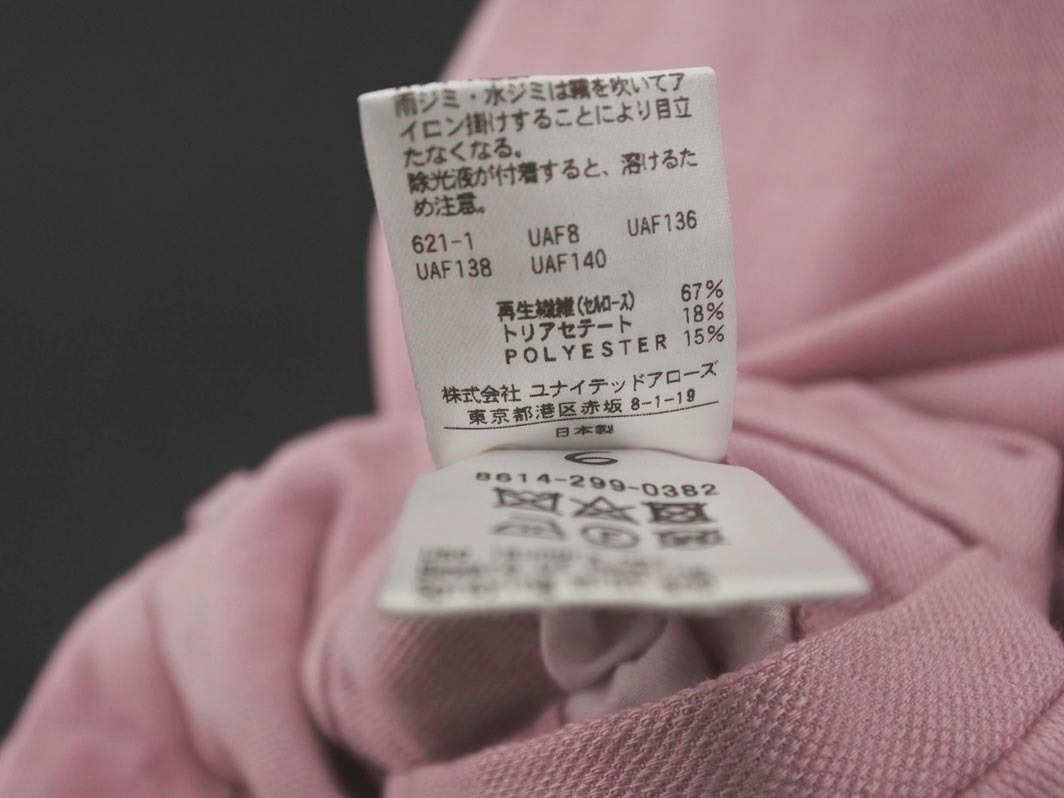 雨ジミ・水ジミは霧を吹いてア
イロン掛けすることにより目立
たなくなる。
除光液が付着すると、溶けるた
め注意。
621-1 UAF8 UAF136
UAF138 UAF140
再生繊維(セルロース) 67%
トリアセテート 18%
POLYESTER 15%
株式会社 ユナイテッドアローズ
東京都港区赤坂 8-1-19
日本製
8614-299-0382